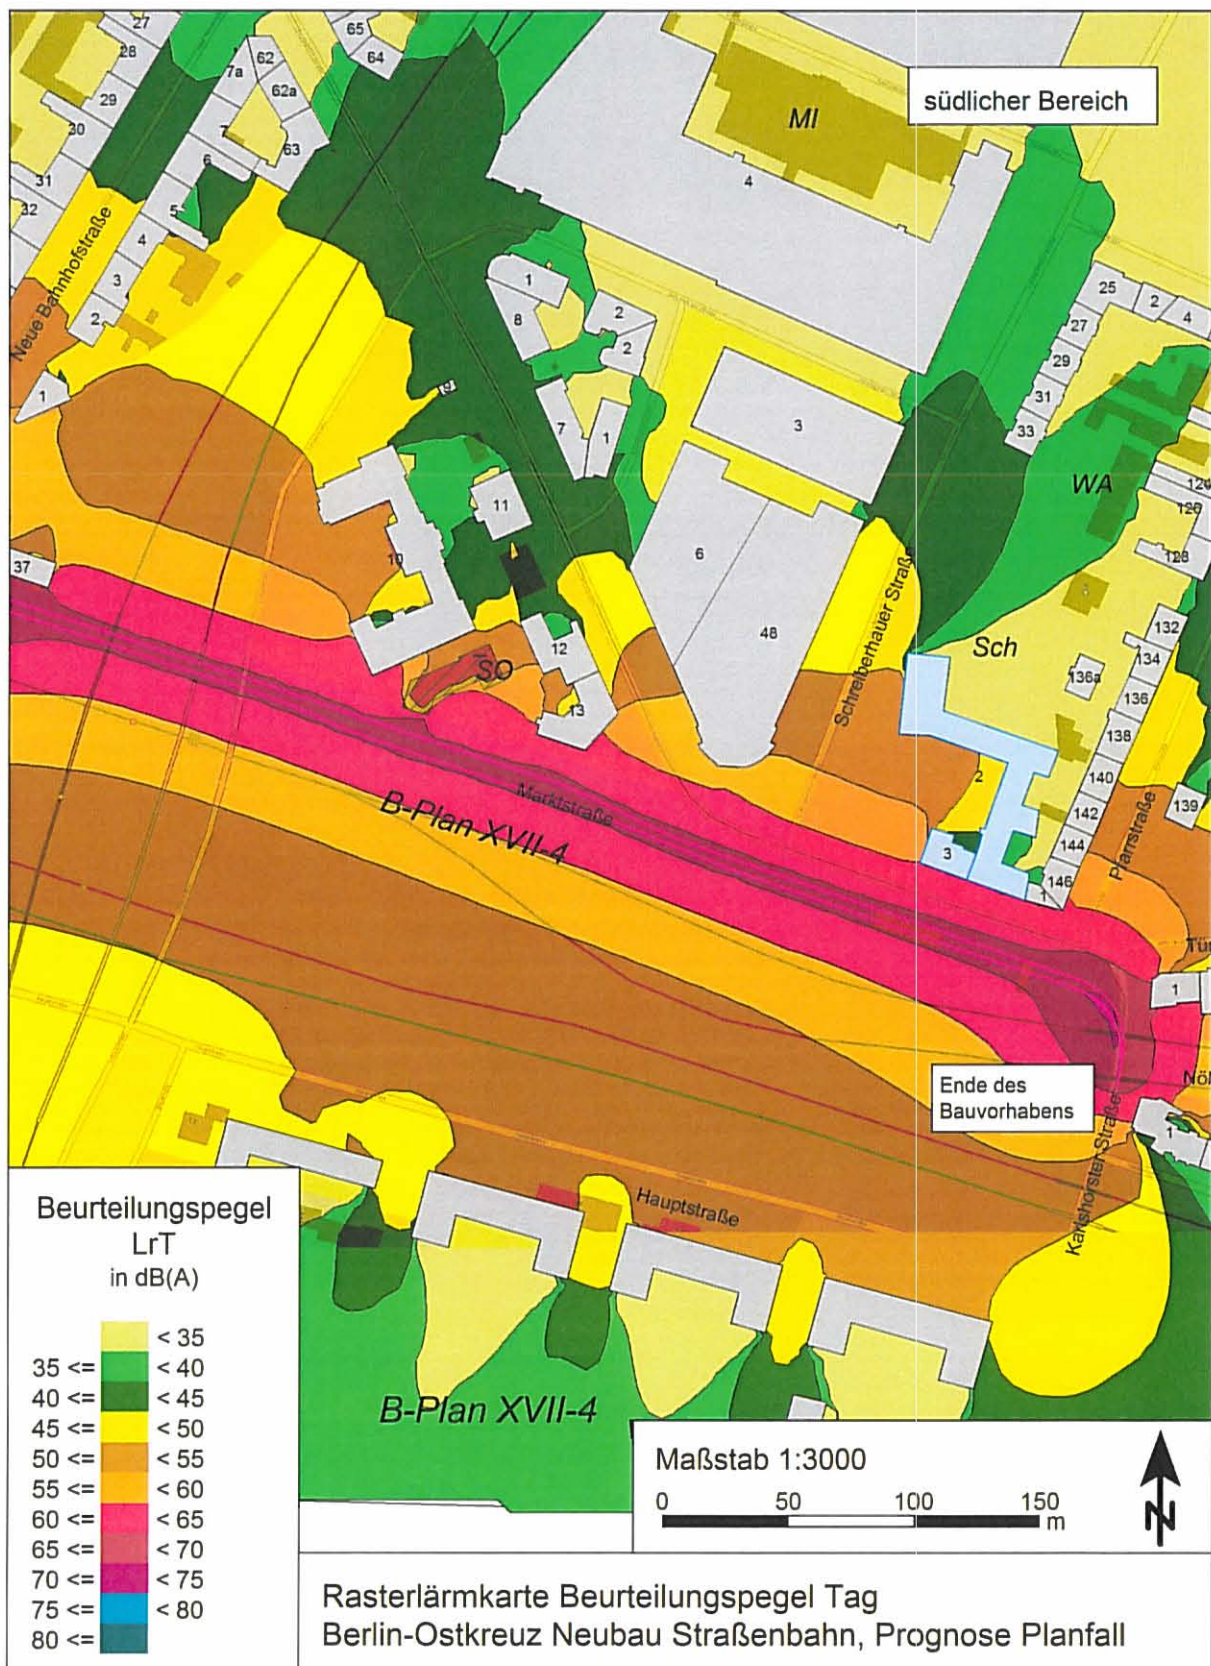 27
28
29
30
31
32
7a
62
62a
63
7
6
5
4
3
2
1
65
64
MI
südlicher Bereich
4
Neue Bahnhofstraße
1
8
2
2
9
7
1
3
25
2
4
27
29
31
33
WA
11
10
6
48
37
SO
12
13
Schreiberhauer Straße
Sch
128
132
134
136a
136
138
140
142
144
146
1
139
2
3
Pfarrstraße
Marktstraße
B-Plan XVII-4
1
Ende des
Bauvorhabens
1
Karlshorster Straße
Hauptstraße
B-Plan XVII-4
Beurteilungspegel
LrT
in dB(A)
< 35
35 <= < 40
40 <= < 45
45 <= < 50
50 <= < 55
55 <= < 60
60 <= < 65
65 <= < 70
70 <= < 75
75 <= < 80
80 <=
Maßstab 1:3000
0 50 100 150
m
N
Rasterlärmkarte Beurteilungspegel Tag
Berlin-Ostkreuz Neubau Straßenbahn, Prognose Planfall